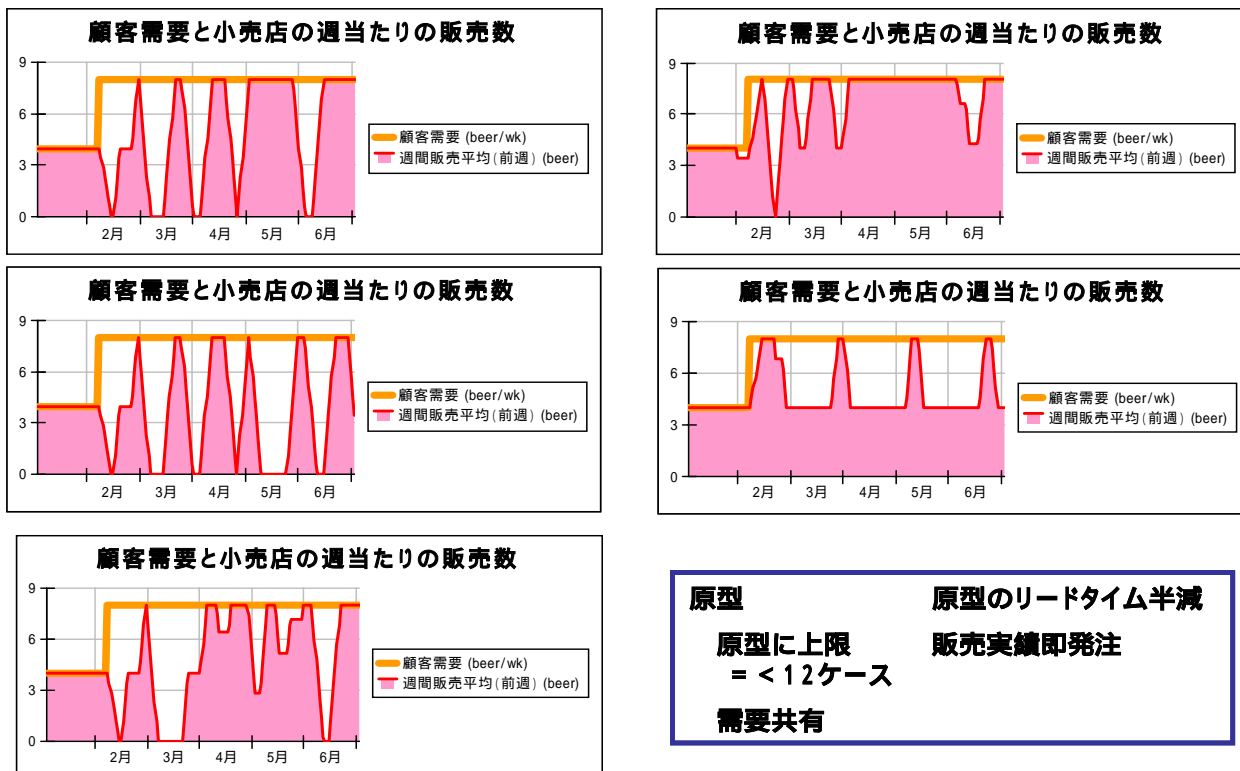 顧客需要と小売店の週当たりの販売数
9
6
3
0
2月 3月 4月 5月 6月
顧客需要 (beer/wk)
週間販売平均(前週) (beer)
顧客需要と小売店の週当たりの販売数
9
6
3
0
2月 3月 4月 5月 6月
顧客需要 (beer/wk)
週間販売平均(前週) (beer)
顧客需要と小売店の週当たりの販売数
9
6
3
0
2月 3月 4月 5月 6月
顧客需要 (beer/wk)
週間販売平均(前週) (beer)
顧客需要と小売店の週当たりの販売数
9
6
3
0
2月 3月 4月 5月 6月
顧客需要 (beer/wk)
週間販売平均(前週) (beer)
顧客需要と小売店の週当たりの販売数
9
6
3
0
2月 3月 4月 5月 6月
顧客需要 (beer/wk)
週間販売平均(前週) (beer)
原型 原型のリードタイム半減
原型に上限 販売実績即発注
=<12ケース
需要共有